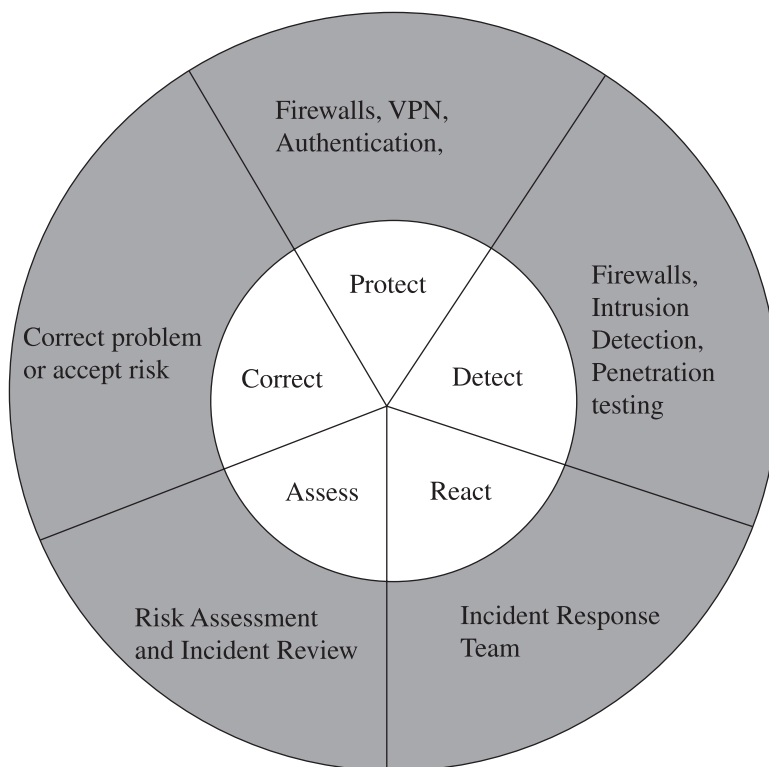 Firewalls, VPN,
Authentication,
Protect
Firewalls,
Intrusion
Detection,
Penetration
testing
Detect
React
Incident Response
Team
Assess
Risk Assessment
and Incident Review
Correct
Correct problem
or accept risk